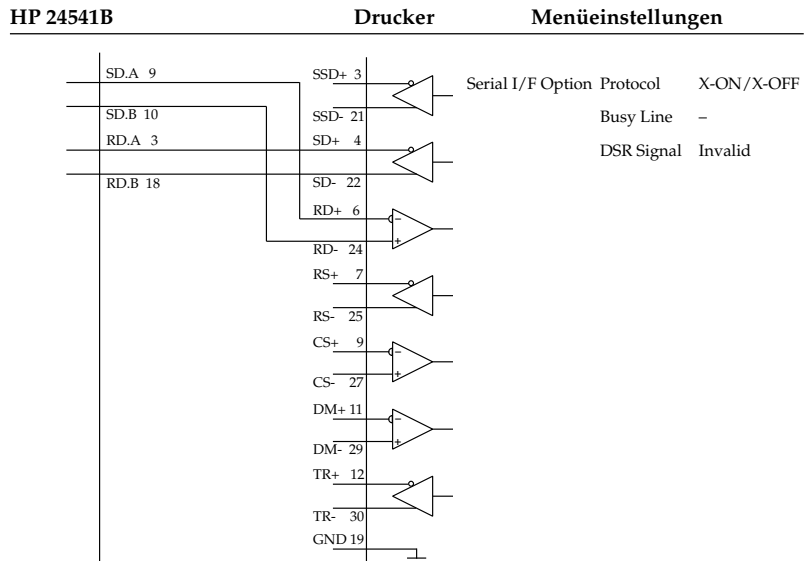 HP 24541B Drucker Menüeinstellungen
SD.A 9 SSD+ 3 Serial I/F Option Protocol X-ON/X-OFF
SD.B 10 SSD- 21 Busy Line –
RD.A 3 SD+ 4 DSR Signal Invalid
RD.B 18 SD- 22
RD+ 6
–
+
RD- 24
RS+ 7
RS- 25
CS+ 9
–
+
CS- 27
DM+ 11
–
+
DM- 29
TR+ 12
TR- 30
GND 19